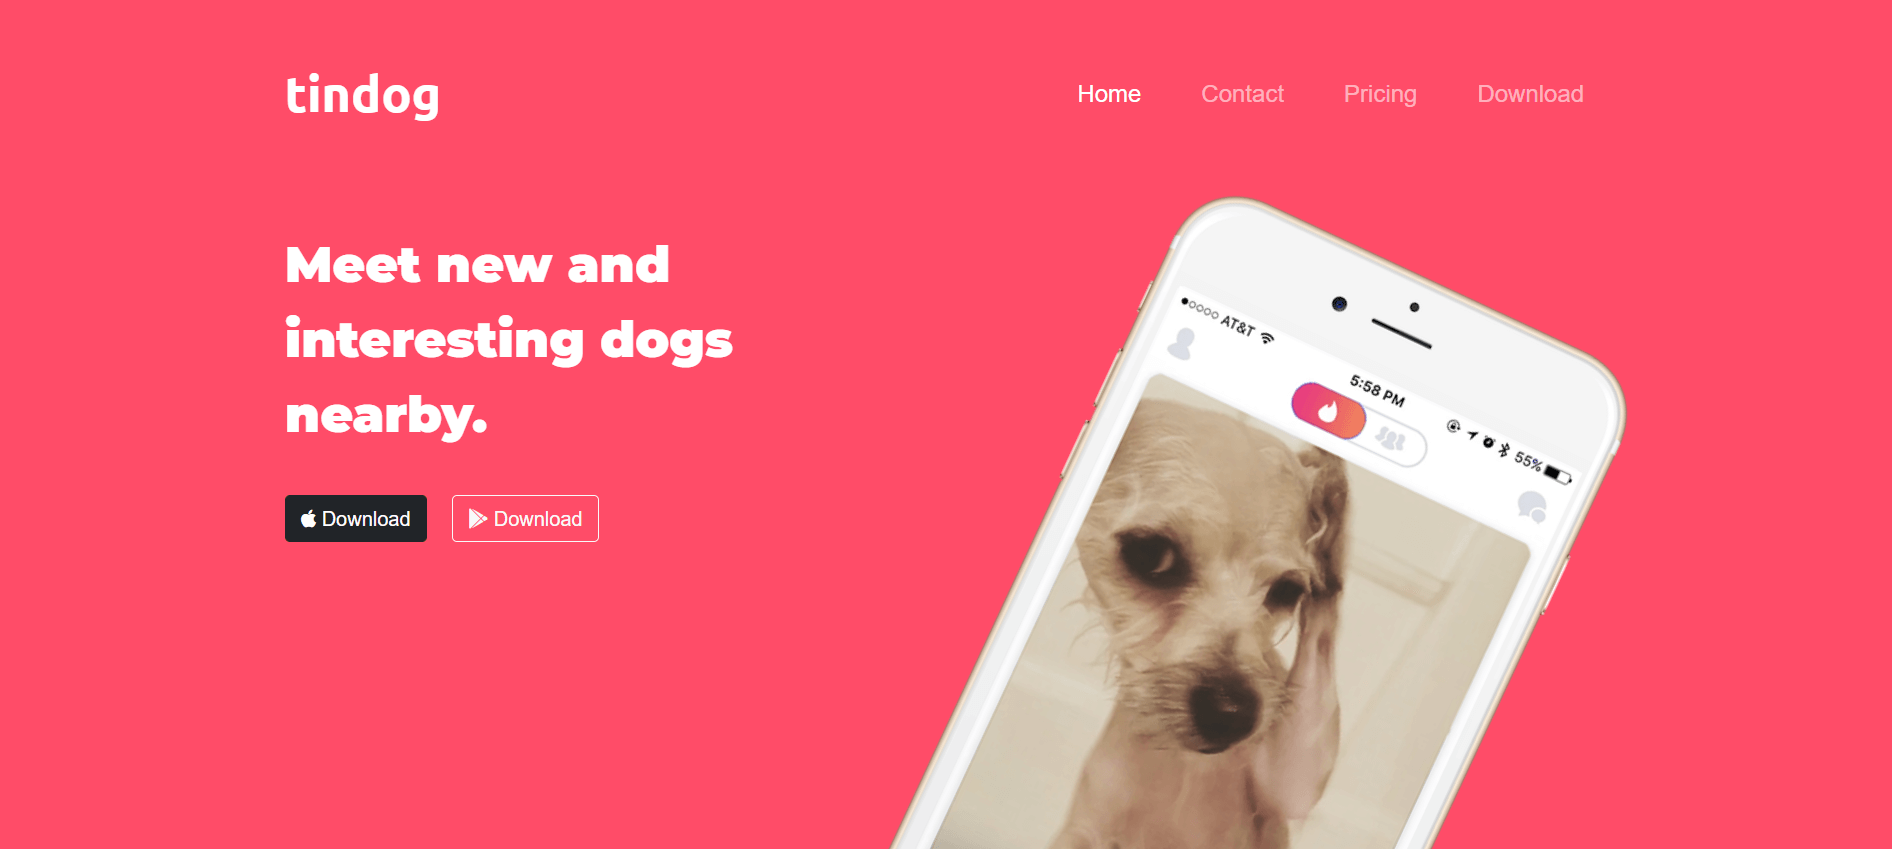 tindog
Home Contact Pricing Download
Meet new and
interesting dogs
nearby.
Download Download
AT&T
5:58 PM
55%